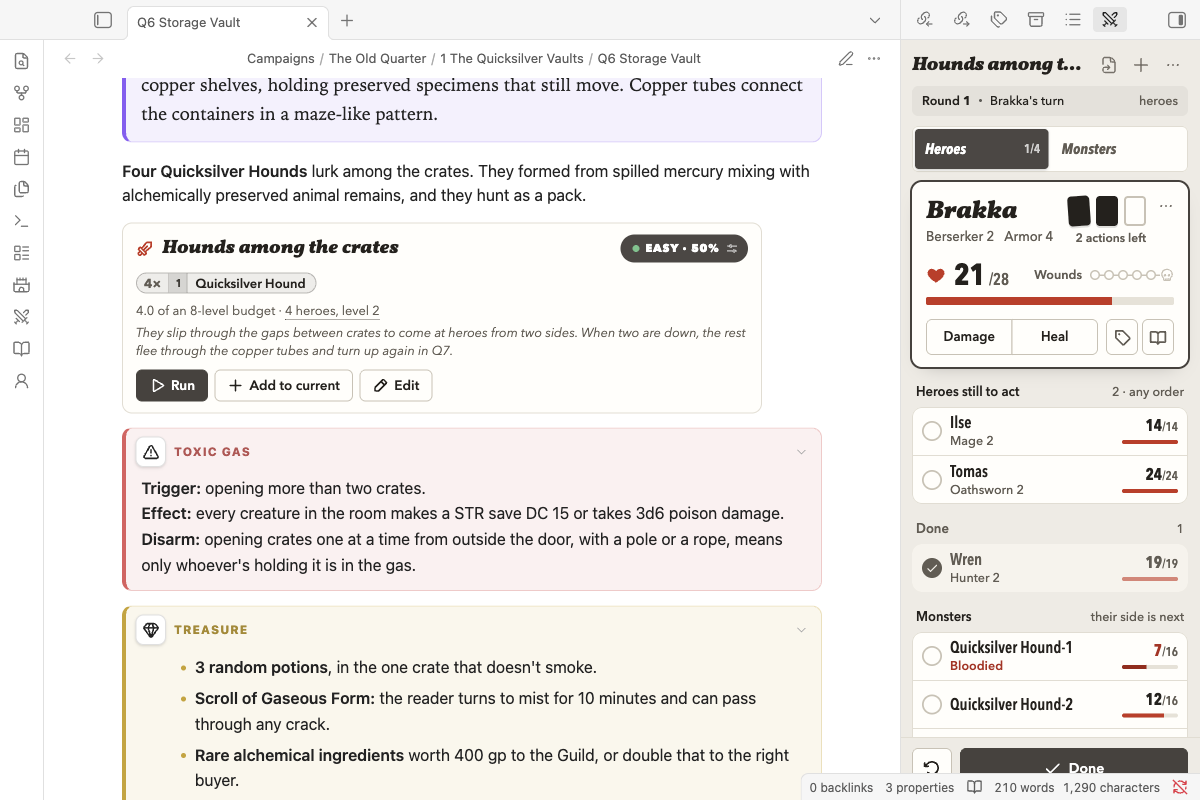 Q6 Storage Vault
Campaigns / The Old Quarter / 1 The Quicksilver Vaults / Q6 Storage Vault
copper shelves, holding preserved specimens that still move. Copper tubes connect
the containers in a maze-like pattern.
Four Quicksilver Hounds lurk among the crates. They formed from spilled mercury mixing with
alchemically preserved animal remains, and they hunt as a pack.
Hounds among the crates
EASY • 50%
4× 1 Quicksilver Hound
4.0 of an 8-level budget · 4 heroes, level 2
They slip through the gaps between crates to come at heroes from two sides. When two are down, the rest
flee through the copper tubes and turn up again in Q7.
Run
Add to current
Edit
TOXIC GAS
Trigger: opening more than two crates.
Effect: every creature in the room makes a STR save DC 15 or takes 3d6 poison damage.
Disarm: opening crates one at a time from outside the door, with a pole or a rope, means
only whoever's holding it is in the gas.
TREASURE
• 3 random potions, in the one crate that doesn't smoke.
• Scroll of Gaseous Form: the reader turns to mist for 10 minutes and can pass
through any crack.
• Rare alchemical ingredients worth 400 gp to the Guild, or double that to the right
buyer.
Hounds among t...
Round 1 • Brakka's turn
heroes
Heroes 1/4
Monsters
Brakka
Berserker 2 Armor 4
2 actions left
21 /28
Wounds
Damage
Heal
Heroes still to act
2 · any order
Ilse
14/14
Mage 2
Tomas
24/24
Oathsworn 2
Done
1
Wren
19/19
Hunter 2
Monsters
their side is next
Quicksilver Hound-1
7/16
Bloodied
Quicksilver Hound-2
12/16
Done
0 backlinks 3 properties 210 words 1,290 characters